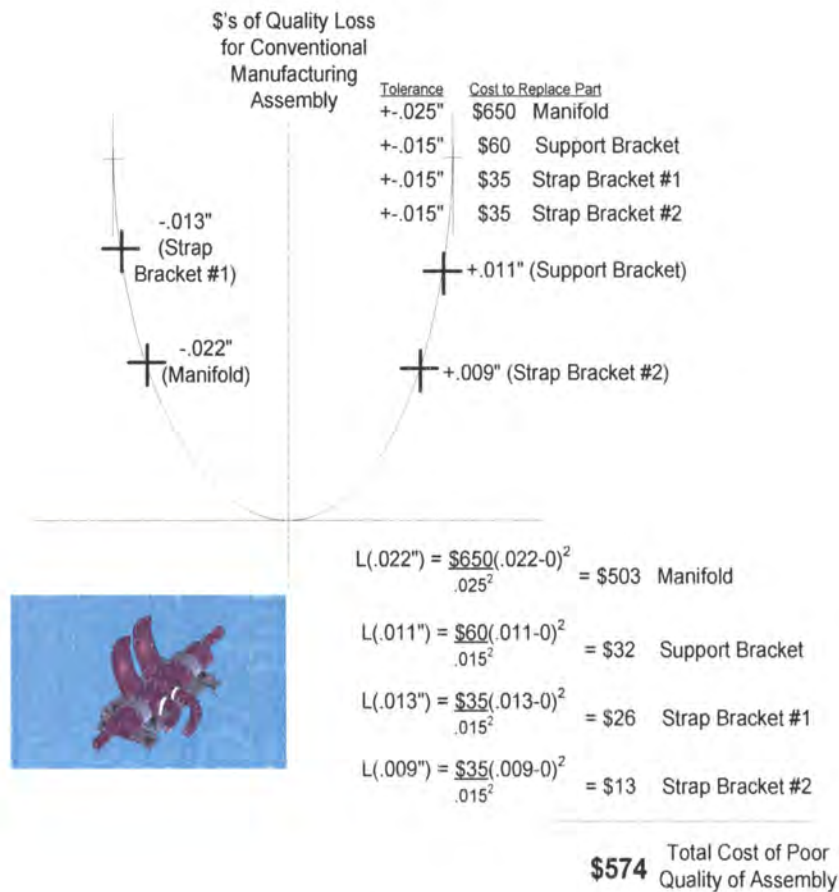 $'s of Quality Loss
for Conventional
Manufacturing
Assembly
Tolerance Cost to Replace Part
+-.025" $650 Manifold
+-.015" $60 Support Bracket
+-.015" $35 Strap Bracket #1
+-.015" $35 Strap Bracket #2
-.013"
(Strap
Bracket #1)
+.011" (Support Bracket)
-.022"
(Manifold)
+.009" (Strap Bracket #2)
L(.022") = $650(.022-0)² = $503 Manifold
.025²
L(.011") = $60(.011-0)² = $32 Support Bracket
.015²
L(.013") = $35(.013-0)² = $26 Strap Bracket #1
.015²
L(.009") = $35(.009-0)² = $13 Strap Bracket #2
.015²
$574 Total Cost of Poor
Quality of Assembly